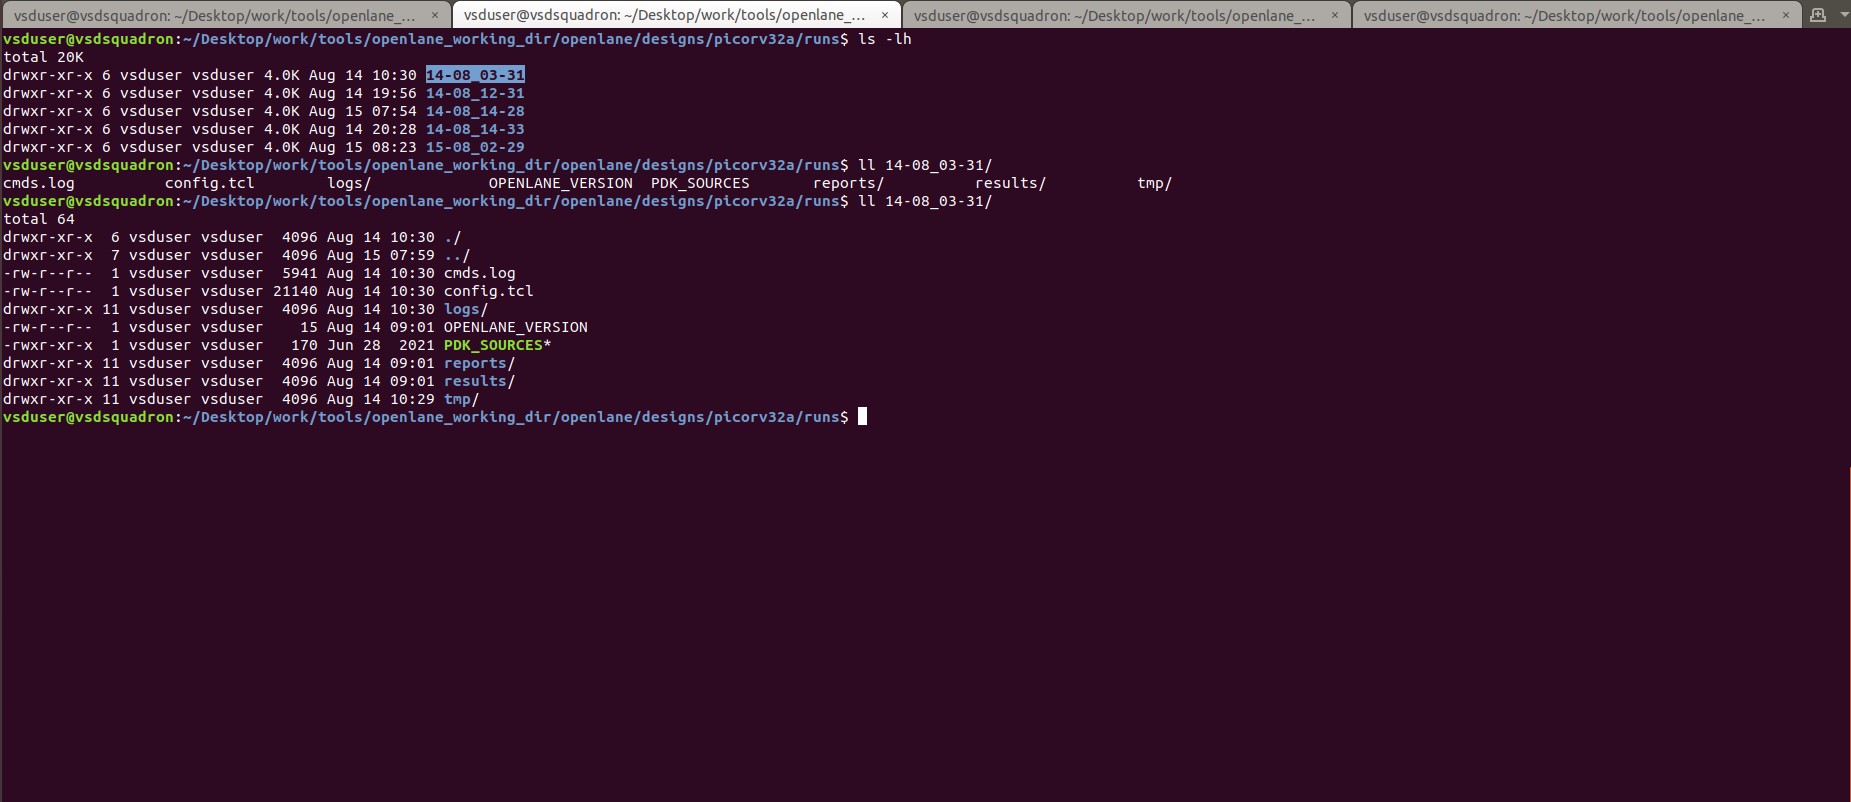 vsduser@vsdsquadron: ~/Desktop/work/tools/openlane_... × vsduser@vsdsquadron: ~/Desktop/work/tools/openlane_... × vsduser@vsdsquadron: ~/Desktop/work/tools/openlane_... × vsduser@vsdsquadron: ~/Desktop/work/tools/openlane_... ×
vsduser@vsdsquadron:~/Desktop/work/tools/openlane_working_dir/openlane/designs/picorv32a/runs$ ls -lh
total 20K
drwxr-xr-x 6 vsduser vsduser 4.0K Aug 14 10:30 14-08_03-31
drwxr-xr-x 6 vsduser vsduser 4.0K Aug 14 19:56 14-08_12-31
drwxr-xr-x 6 vsduser vsduser 4.0K Aug 15 07:54 14-08_14-28
drwxr-xr-x 6 vsduser vsduser 4.0K Aug 14 20:28 14-08_14-33
drwxr-xr-x 6 vsduser vsduser 4.0K Aug 15 08:23 15-08_02-29
vsduser@vsdsquadron:~/Desktop/work/tools/openlane_working_dir/openlane/designs/picorv32a/runs$ ll 14-08_03-31/
cmds.log          config.tcl        logs/             OPENLANE_VERSION  PDK_SOURCES       reports/          results/          tmp/
vsduser@vsdsquadron:~/Desktop/work/tools/openlane_working_dir/openlane/designs/picorv32a/runs$ ll 14-08_03-31/
total 64
drwxr-xr-x  6 vsduser vsduser  4096 Aug 14 10:30 ./
drwxr-xr-x  7 vsduser vsduser  4096 Aug 15 07:59 ../
-rw-r--r--  1 vsduser vsduser  5941 Aug 14 10:30 cmds.log
-rw-r--r--  1 vsduser vsduser 21140 Aug 14 10:30 config.tcl
drwxr-xr-x 11 vsduser vsduser  4096 Aug 14 10:30 logs/
-rw-r--r--  1 vsduser vsduser    15 Aug 14 09:01 OPENLANE_VERSION
-rwxr-xr-x  1 vsduser vsduser   170 Jun 28  2021 PDK_SOURCES*
drwxr-xr-x 11 vsduser vsduser  4096 Aug 14 09:01 reports/
drwxr-xr-x 11 vsduser vsduser  4096 Aug 14 09:01 results/
drwxr-xr-x 11 vsduser vsduser  4096 Aug 14 10:29 tmp/
vsduser@vsdsquadron:~/Desktop/work/tools/openlane_working_dir/openlane/designs/picorv32a/runs$